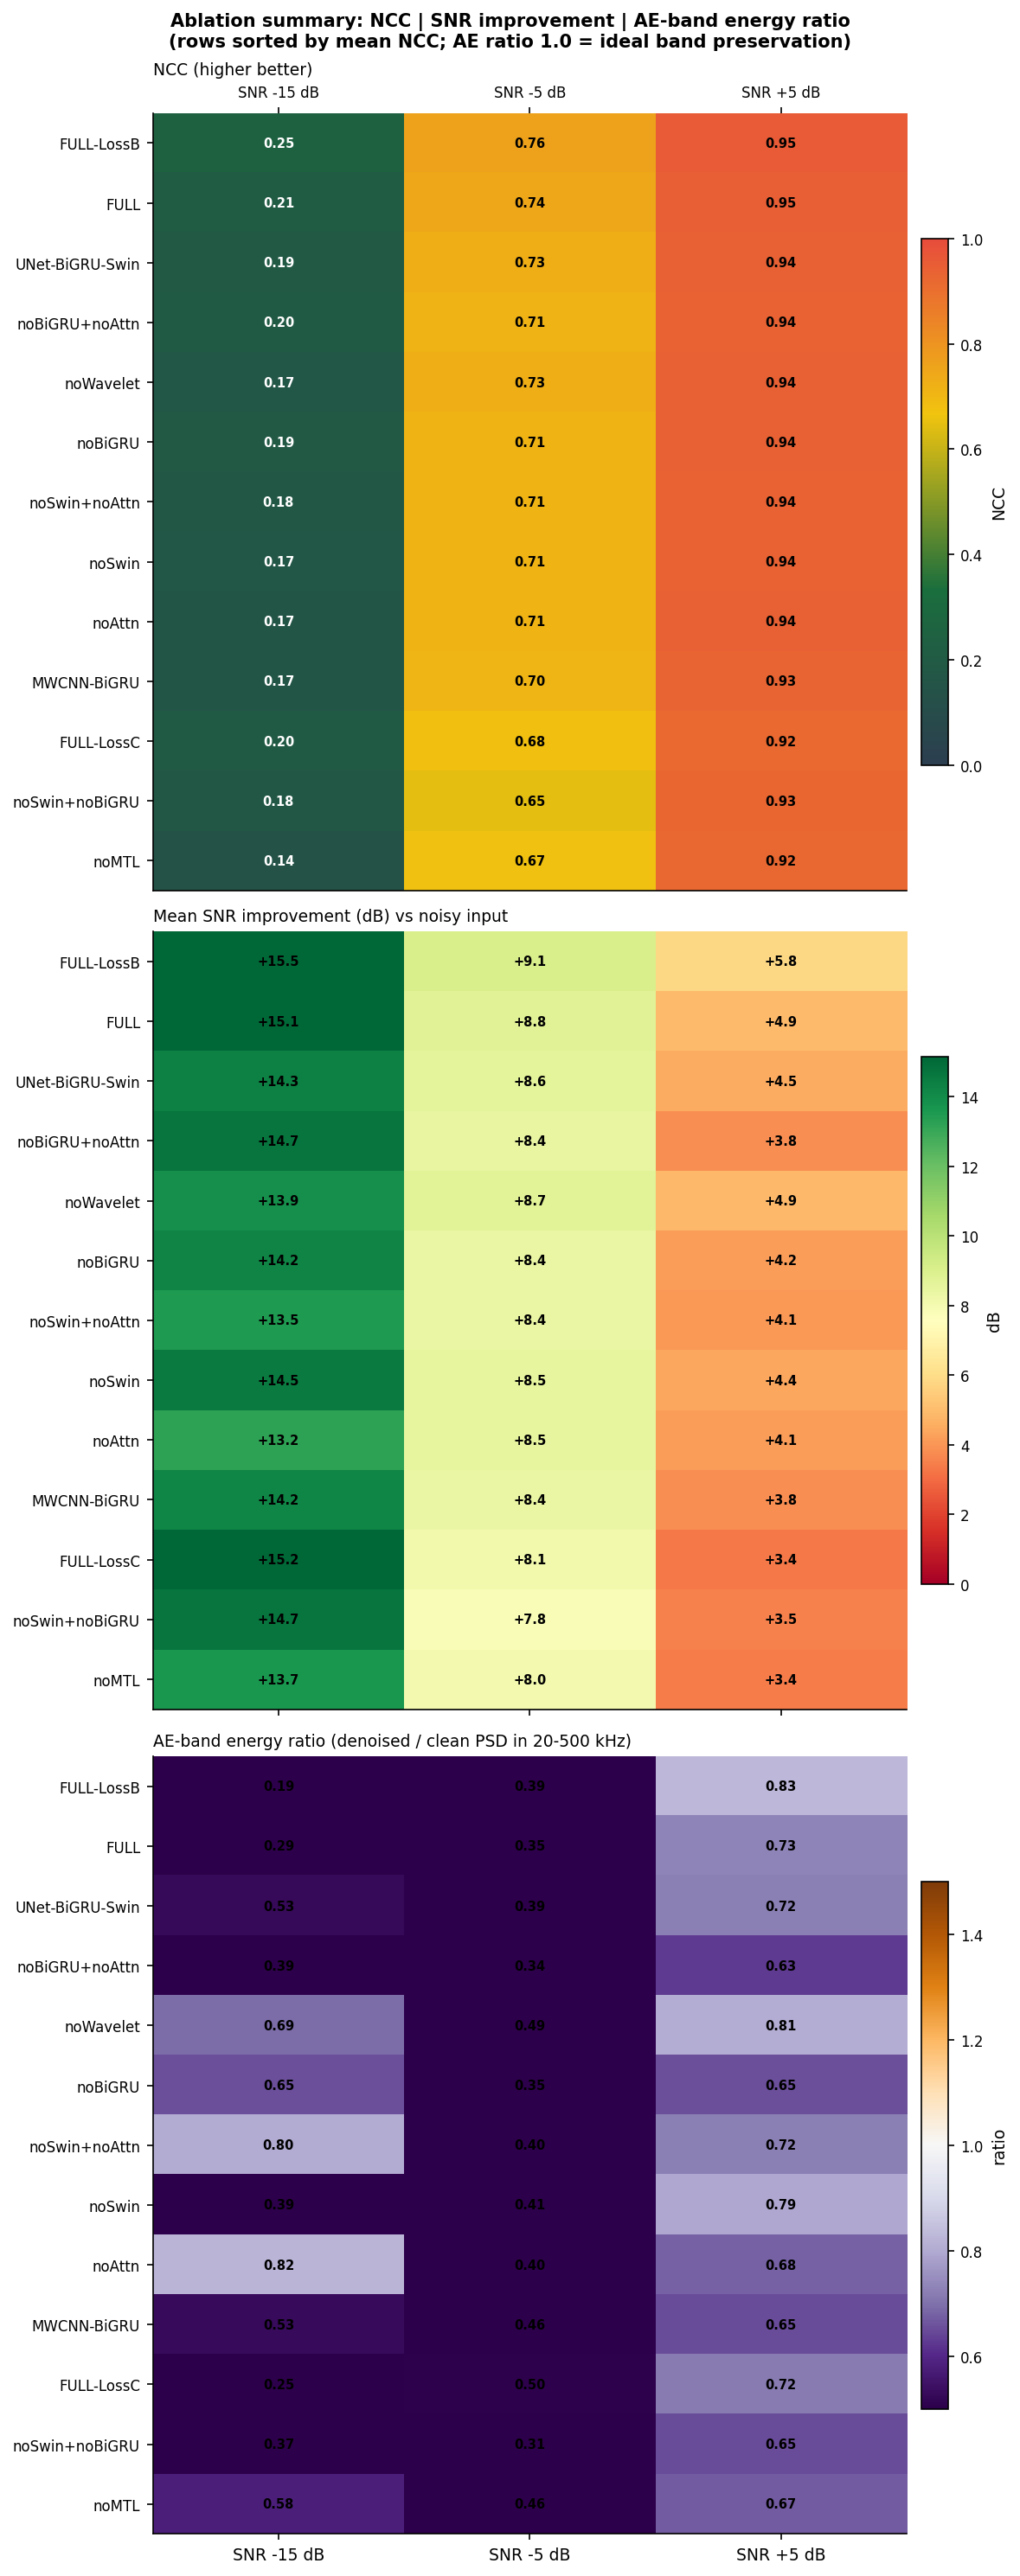 Ablation summary: NCC | SNR improvement | AE-band energy ratio
(rows sorted by mean NCC; AE ratio 1.0 = ideal band preservation)
NCC (higher better)
SNR -15 dB SNR -5 dB SNR +5 dB
FULL-LossB 0.25 0.76 0.95
FULL 0.21 0.74 0.95
UNet-BiGRU-Swin 0.19 0.73 0.94
noBiGRU+noAttn 0.20 0.71 0.94
noWavelet 0.17 0.73 0.94
noBiGRU 0.19 0.71 0.94
noSwin+noAttn 0.18 0.71 0.94
noSwin 0.17 0.71 0.94
noAttn 0.17 0.71 0.94
MWCNN-BiGRU 0.17 0.70 0.93
FULL-LossC 0.20 0.68 0.92
noSwin+noBiGRU 0.18 0.65 0.93
noMTL 0.14 0.67 0.92
1.0
0.8
0.6
0.4
0.2
0.0
NCC
Mean SNR improvement (dB) vs noisy input
FULL-LossB +15.5 +9.1 +5.8
FULL +15.1 +8.8 +4.9
UNet-BiGRU-Swin +14.3 +8.6 +4.5
noBiGRU+noAttn +14.7 +8.4 +3.8
noWavelet +13.9 +8.7 +4.9
noBiGRU +14.2 +8.4 +4.2
noSwin+noAttn +13.5 +8.4 +4.1
noSwin +14.5 +8.5 +4.4
noAttn +13.2 +8.5 +4.1
MWCNN-BiGRU +14.2 +8.4 +3.8
FULL-LossC +15.2 +8.1 +3.4
noSwin+noBiGRU +14.7 +7.8 +3.5
noMTL +13.7 +8.0 +3.4
14
12
10
8
6
4
2
0
dB
AE-band energy ratio (denoised / clean PSD in 20-500 kHz)
FULL-LossB 0.19 0.39 0.83
FULL 0.29 0.35 0.73
UNet-BiGRU-Swin 0.53 0.39 0.72
noBiGRU+noAttn 0.39 0.34 0.63
noWavelet 0.69 0.49 0.81
noBiGRU 0.65 0.35 0.65
noSwin+noAttn 0.80 0.40 0.72
noSwin 0.39 0.41 0.79
noAttn 0.82 0.40 0.68
MWCNN-BiGRU 0.53 0.46 0.65
FULL-LossC 0.25 0.50 0.72
noSwin+noBiGRU 0.37 0.31 0.65
noMTL 0.58 0.46 0.67
SNR -15 dB SNR -5 dB SNR +5 dB
1.4
1.2
1.0
0.8
0.6
ratio